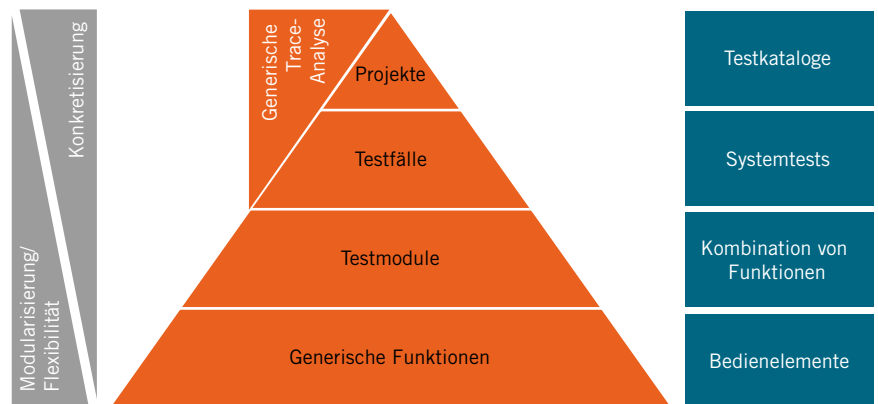 Konkretisierung
Modularisierung/
Flexibilität
Generische
Trace-
Analyse
Projekte
Testfälle
Testmodule
Generische Funktionen
Testkataloge
Systemtests
Kombination von
Funktionen
Bedienelemente